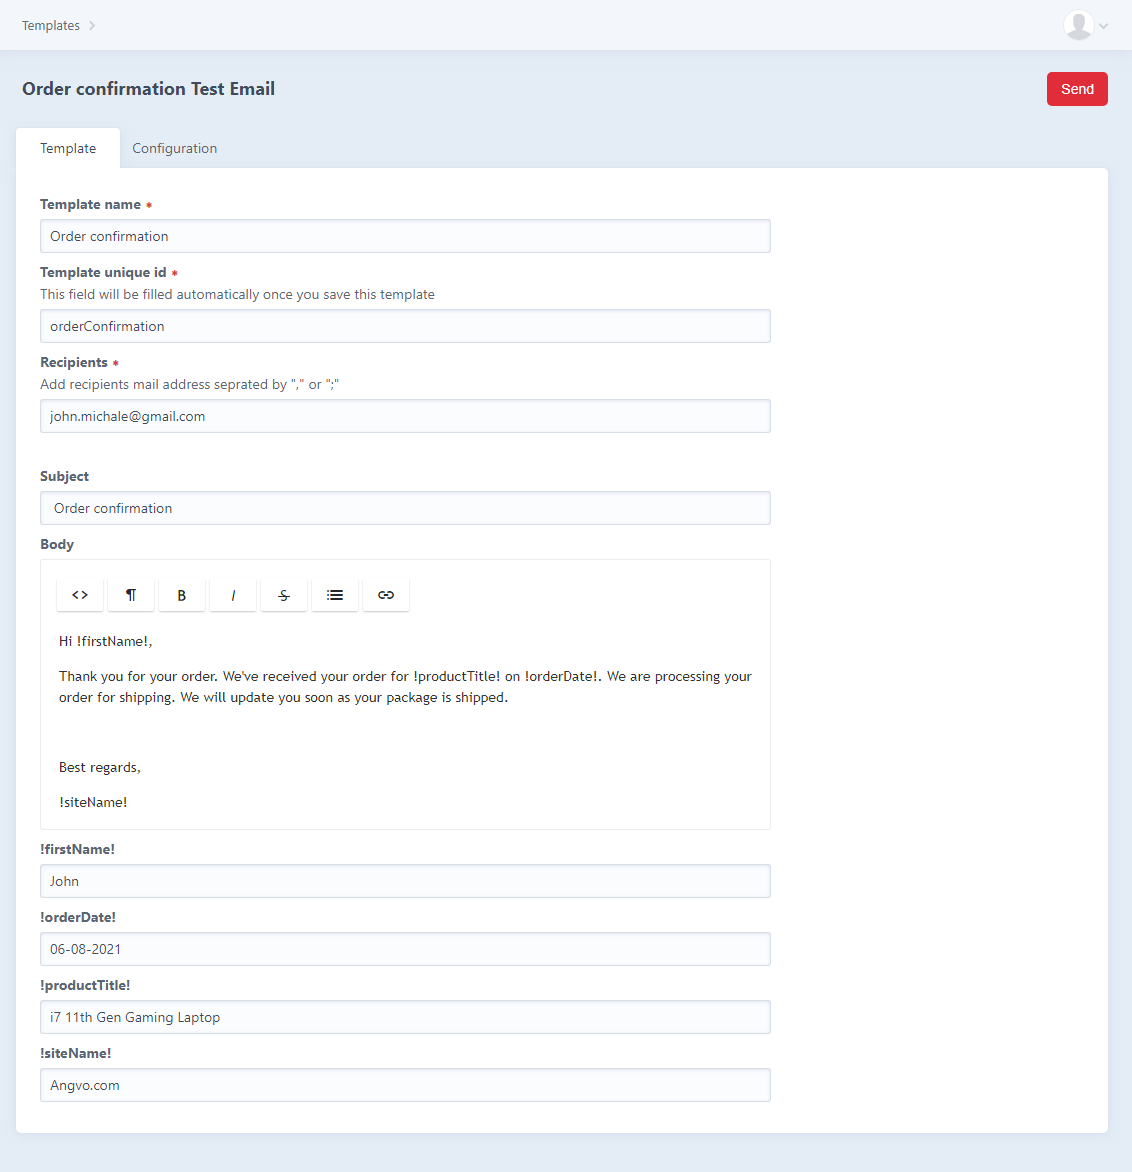 Templates
Order confirmation Test Email
Send
Template
Configuration
Template name *
Order confirmation
Template unique id *
This field will be filled automatically once you save this template
orderConfirmation
Recipients *
Add recipients mail address seprated by "," or ";"
john.michale@gmail.com
Subject
Order confirmation
Body
<> ¶ B I S
Hi !firstName!,
Thank you for your order. We've received your order for !productTitle! on !orderDate!. We are processing your
order for shipping. We will update you soon as your package is shipped.
Best regards,
!siteName!
!firstName!
John
!orderDate!
06-08-2021
!productTitle!
i7 11th Gen Gaming Laptop
!siteName!
Angvo.com